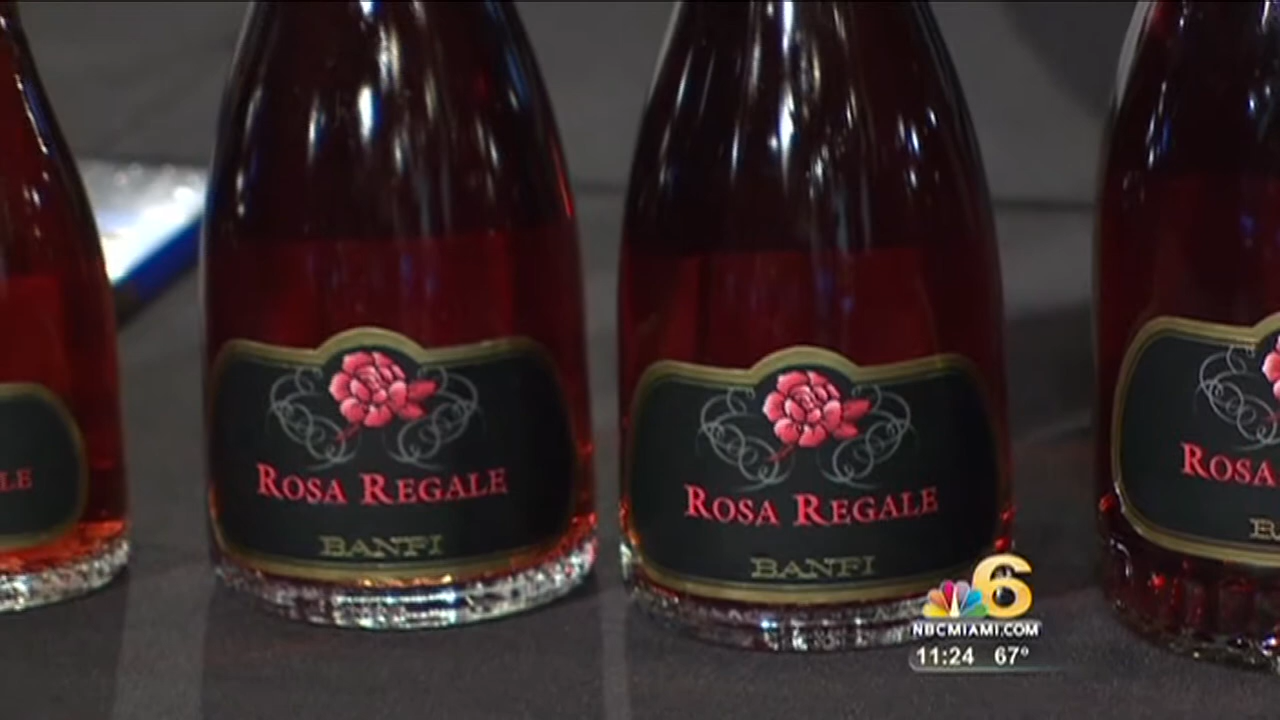 LE
ROSA REGALE
BANFI
ROSA REGALE
BANFI
ROSA
B
6
NBCMIAMI.COM
11:24 67°